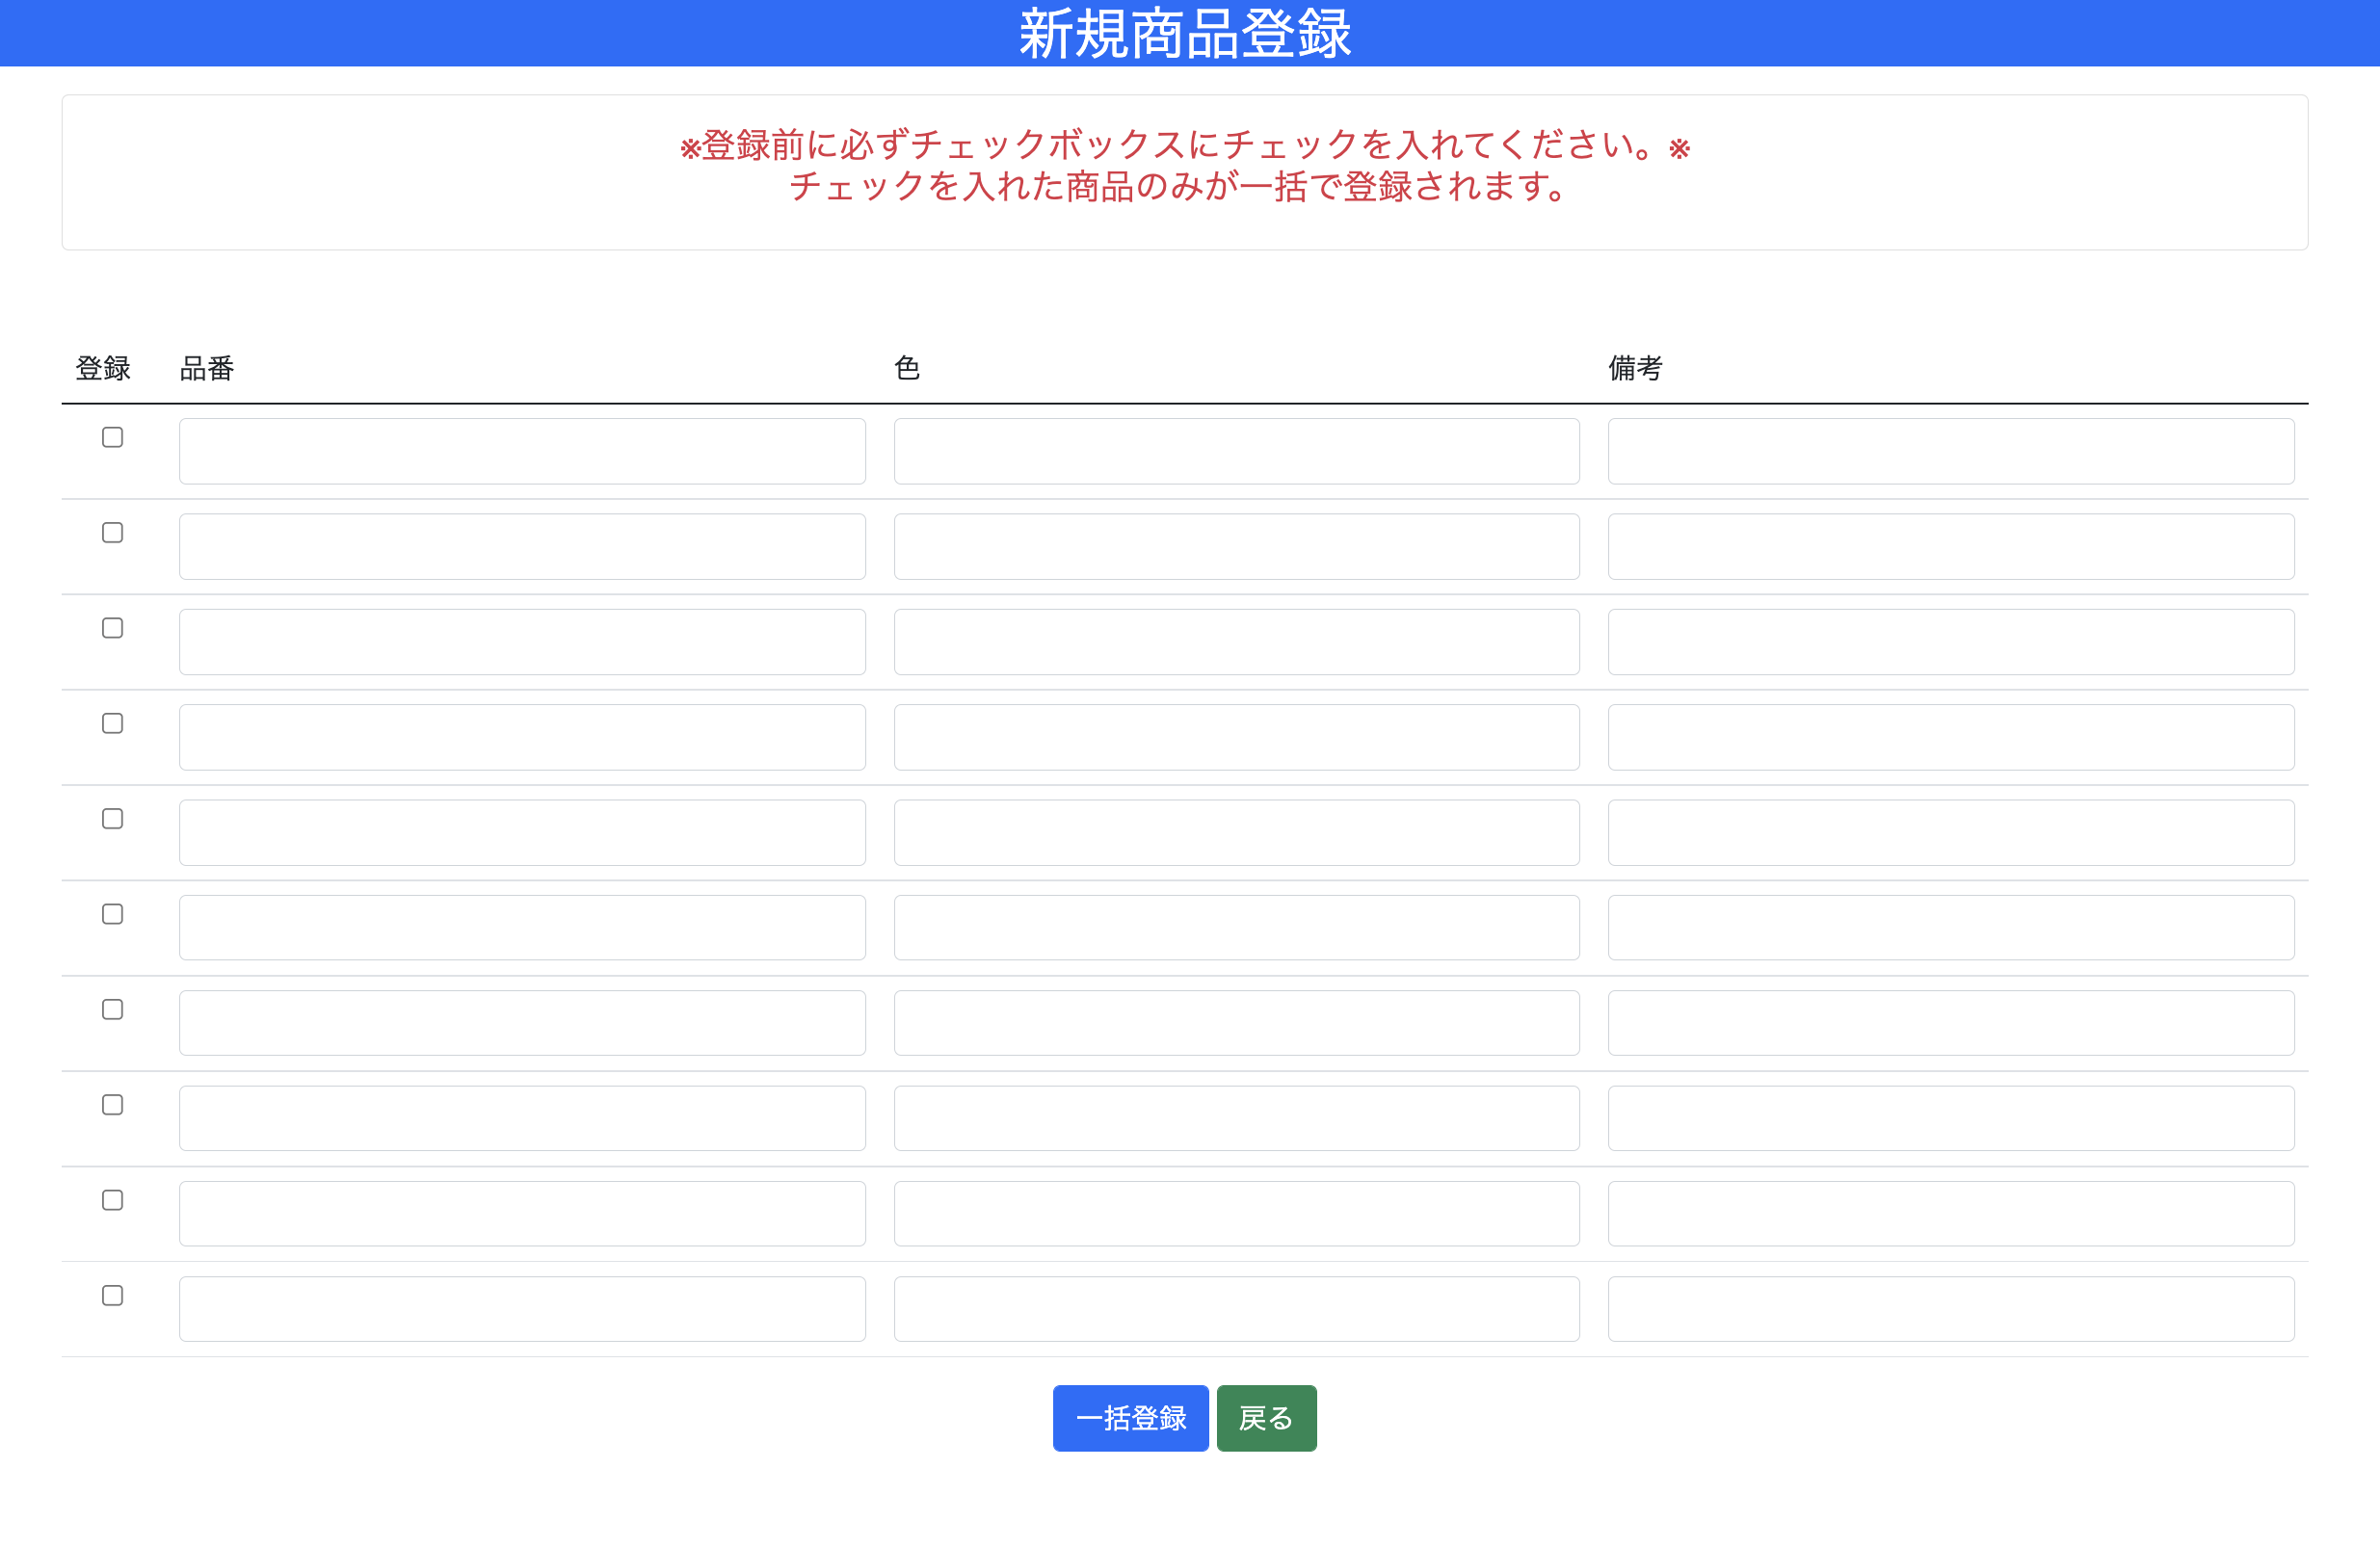 新規商品登録
※登録前に必ずチェックボックスにチェックを入れてください。※
チェックを入れた商品のみが一括で登録されます。
登録 品番 色 備考
一括登録 戻る